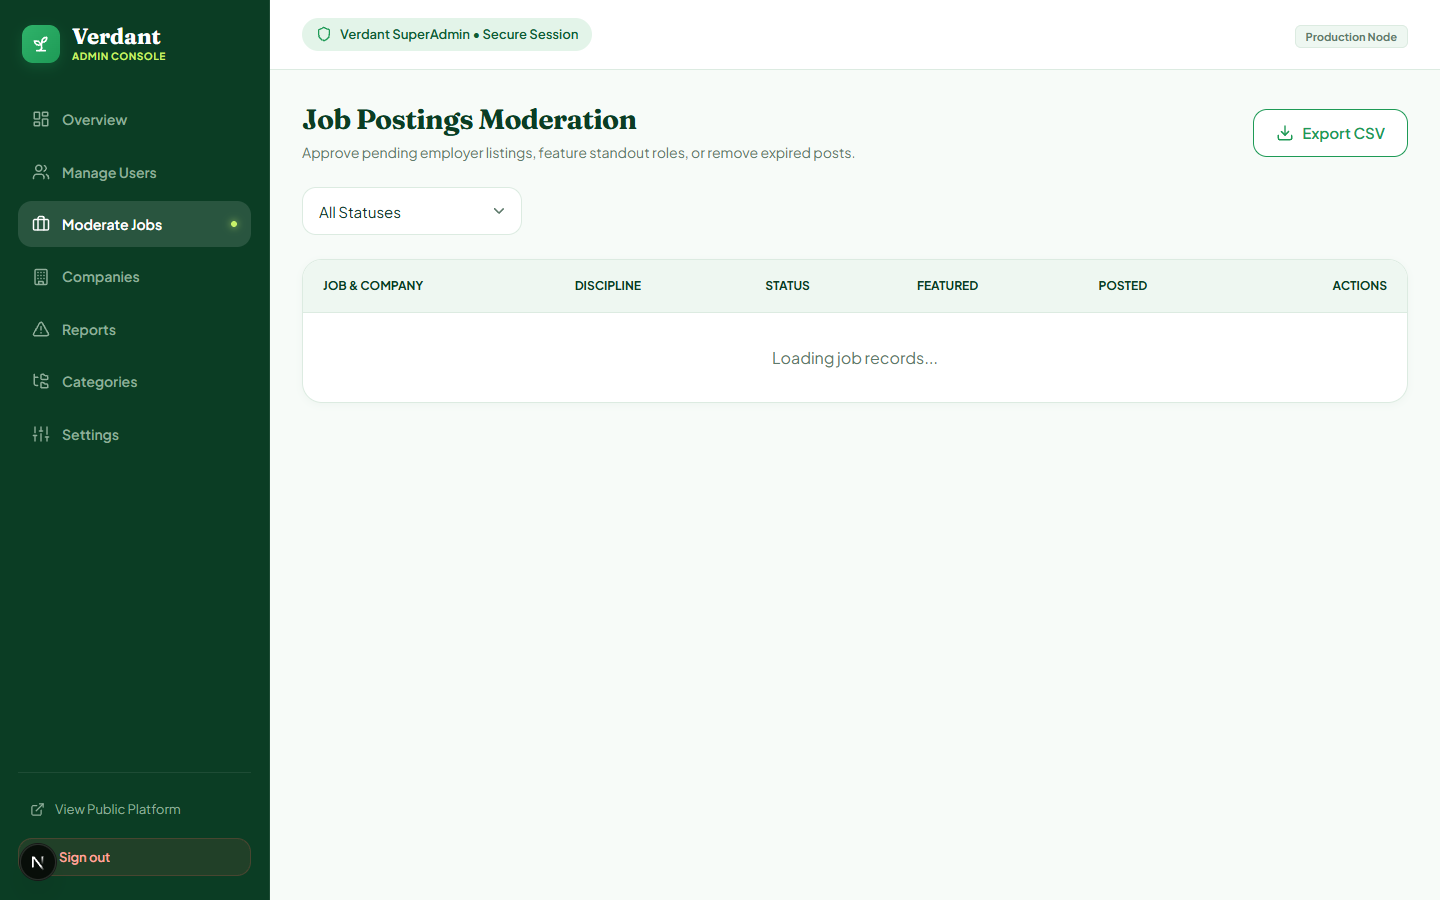 Verdant
ADMIN CONSOLE
Overview
Manage Users
Moderate Jobs
Companies
Reports
Categories
Settings
View Public Platform
Sign out
N
Verdant SuperAdmin • Secure Session
Production Node
Job Postings Moderation
Approve pending employer listings, feature standout roles, or remove expired posts.
Export CSV
All Statuses
JOB & COMPANY DISCIPLINE STATUS FEATURED POSTED ACTIONS
Loading job records...